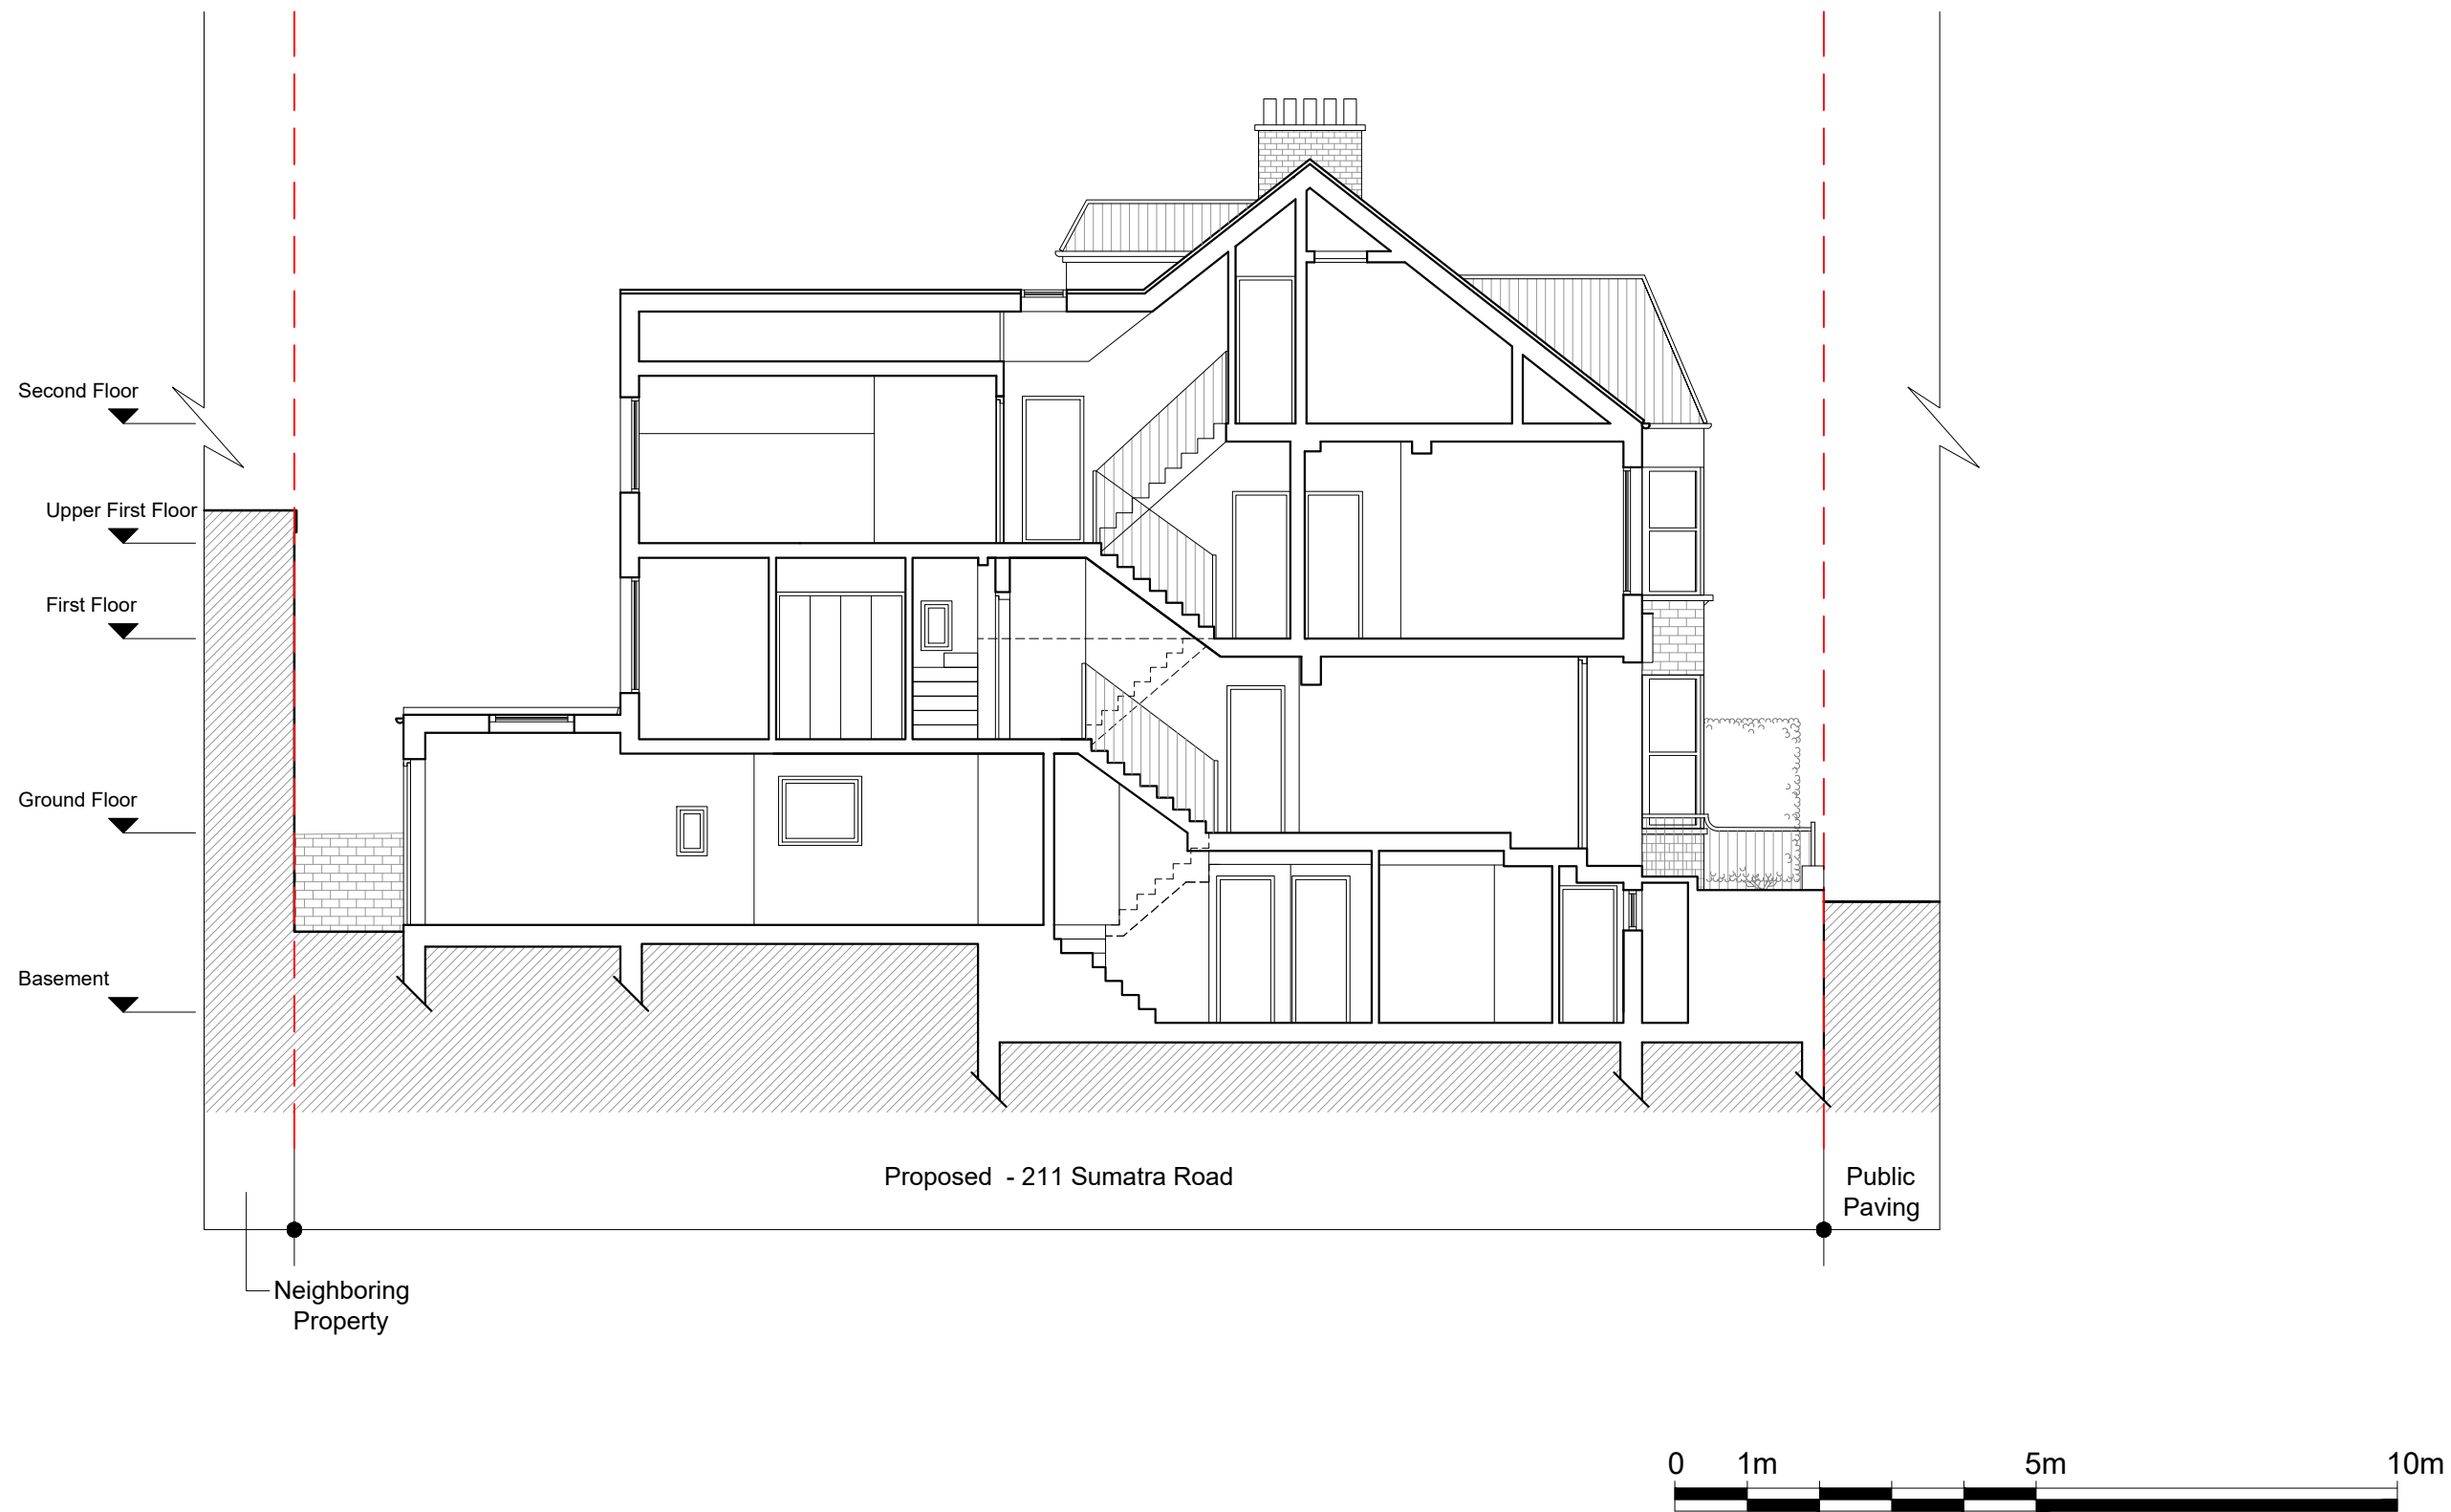 Second Floor
Upper First Floor
First Floor
Ground Floor
Basement
Proposed - 211 Sumatra Road
Public
Paving
Neighboring
Property
0 1m 5m 10m